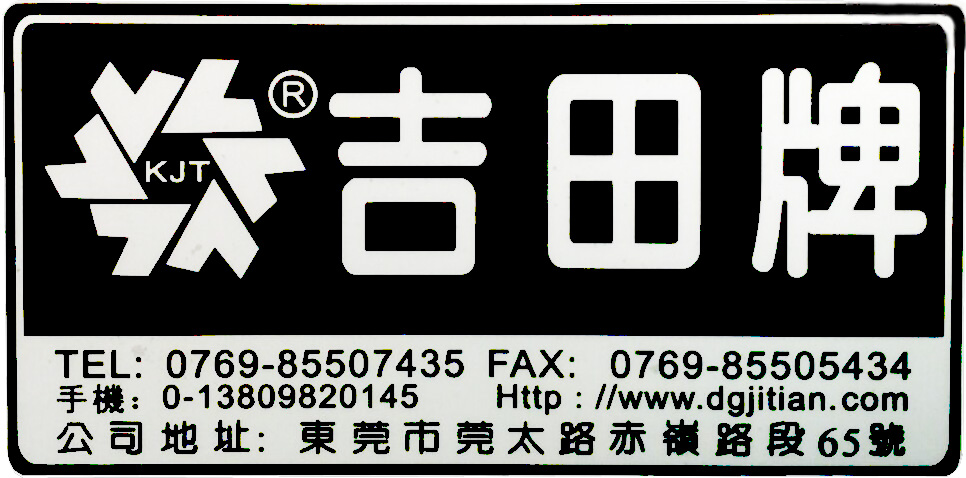 KJT ® 吉田牌
TEL: 0769-85507435 FAX: 0769-85505434
手機：0-13809820145 Http : //www.dgjitian.com
公司地址: 東莞市莞太路赤嶺路段65號